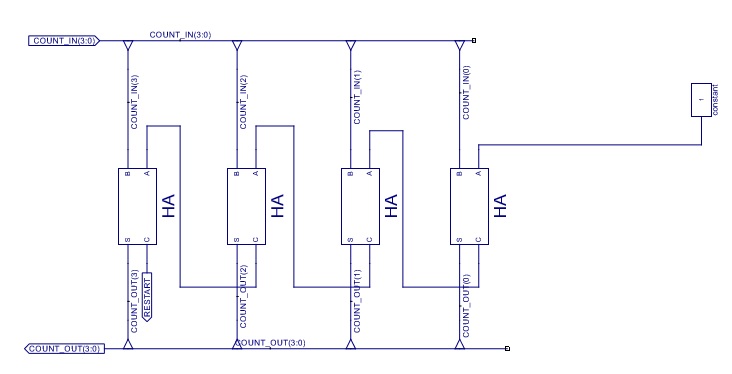 COUNT_IN(3:0)
COUNT_IN(3:0)
COUNT_IN(3)
COUNT_IN(2)
COUNT_IN(1)
COUNT_IN(0)
1
constant
B A
B A
B A
B A
HA
HA
HA
HA
S C
S C
S C
S C
COUNT_OUT(3)
RESTART
COUNT_OUT(2)
COUNT_OUT(1)
COUNT_OUT(0)
COUNT_OUT(3:0)
COUNT_OUT(3:0)